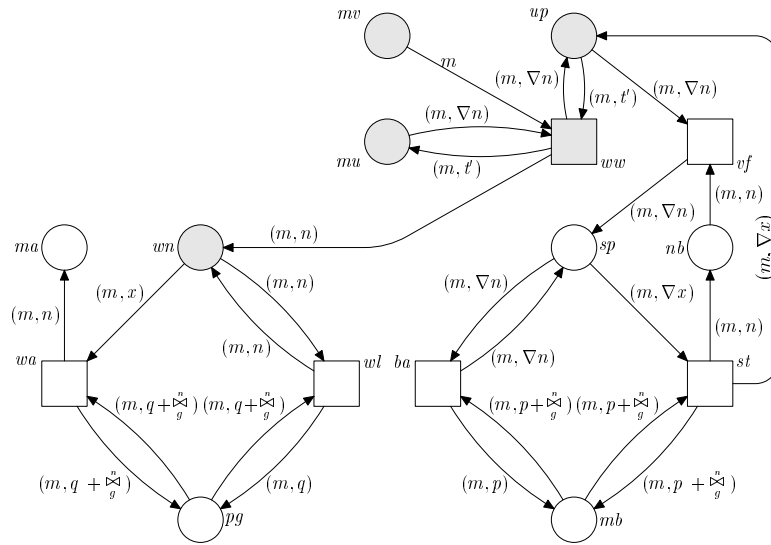 mv
up
m
(m, ∇n)
(m, t′)
(m, ∇n)
(m, ∇n)
mu
(m, t′)
ww
vf
(m, n)
(m, ∇n)
(m, ∇x)
ma
wn
(m, n)
sp
nb
(m, x)
(m, n)
(m, ∇n)
(m, ∇x)
(m, n)
(m, n)
(m, n)
(m, ∇n)
wa
wl
ba
st
(m, q + n ⋈ g)
(m, q + n ⋈ g)
(m, p + n ⋈ g)
(m, p + n ⋈ g)
(m, q + n ⋈ g)
(m, q)
(m, p)
(m, p + n ⋈ g)
pg
mb